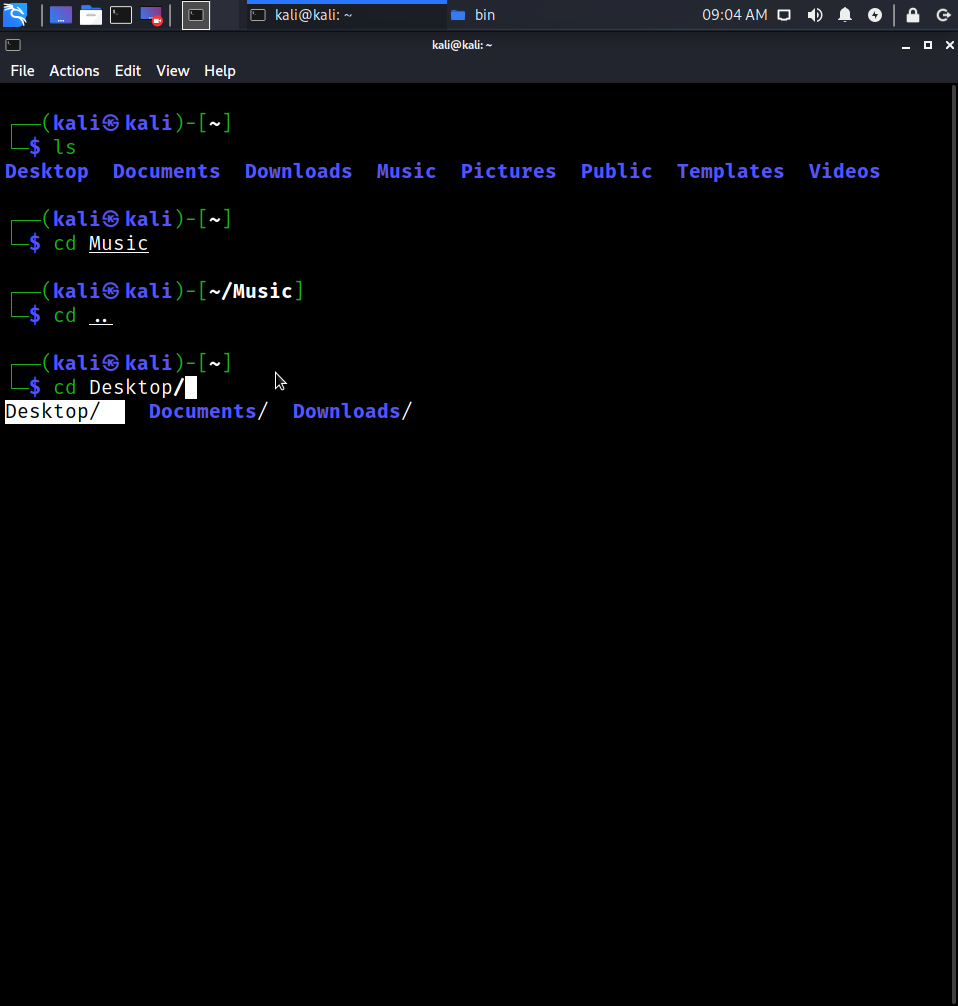 kali@kali: ~ bin 09:04 AM
kali@kali: ~
File Actions Edit View Help
(kali㉿kali)-[~]
$ ls
Desktop Documents Downloads Music Pictures Public Templates Videos
(kali㉿kali)-[~]
$ cd Music
(kali㉿kali)-[~/Music]
$ cd ..
(kali㉿kali)-[~]
$ cd Desktop/
Desktop/ Documents/ Downloads/